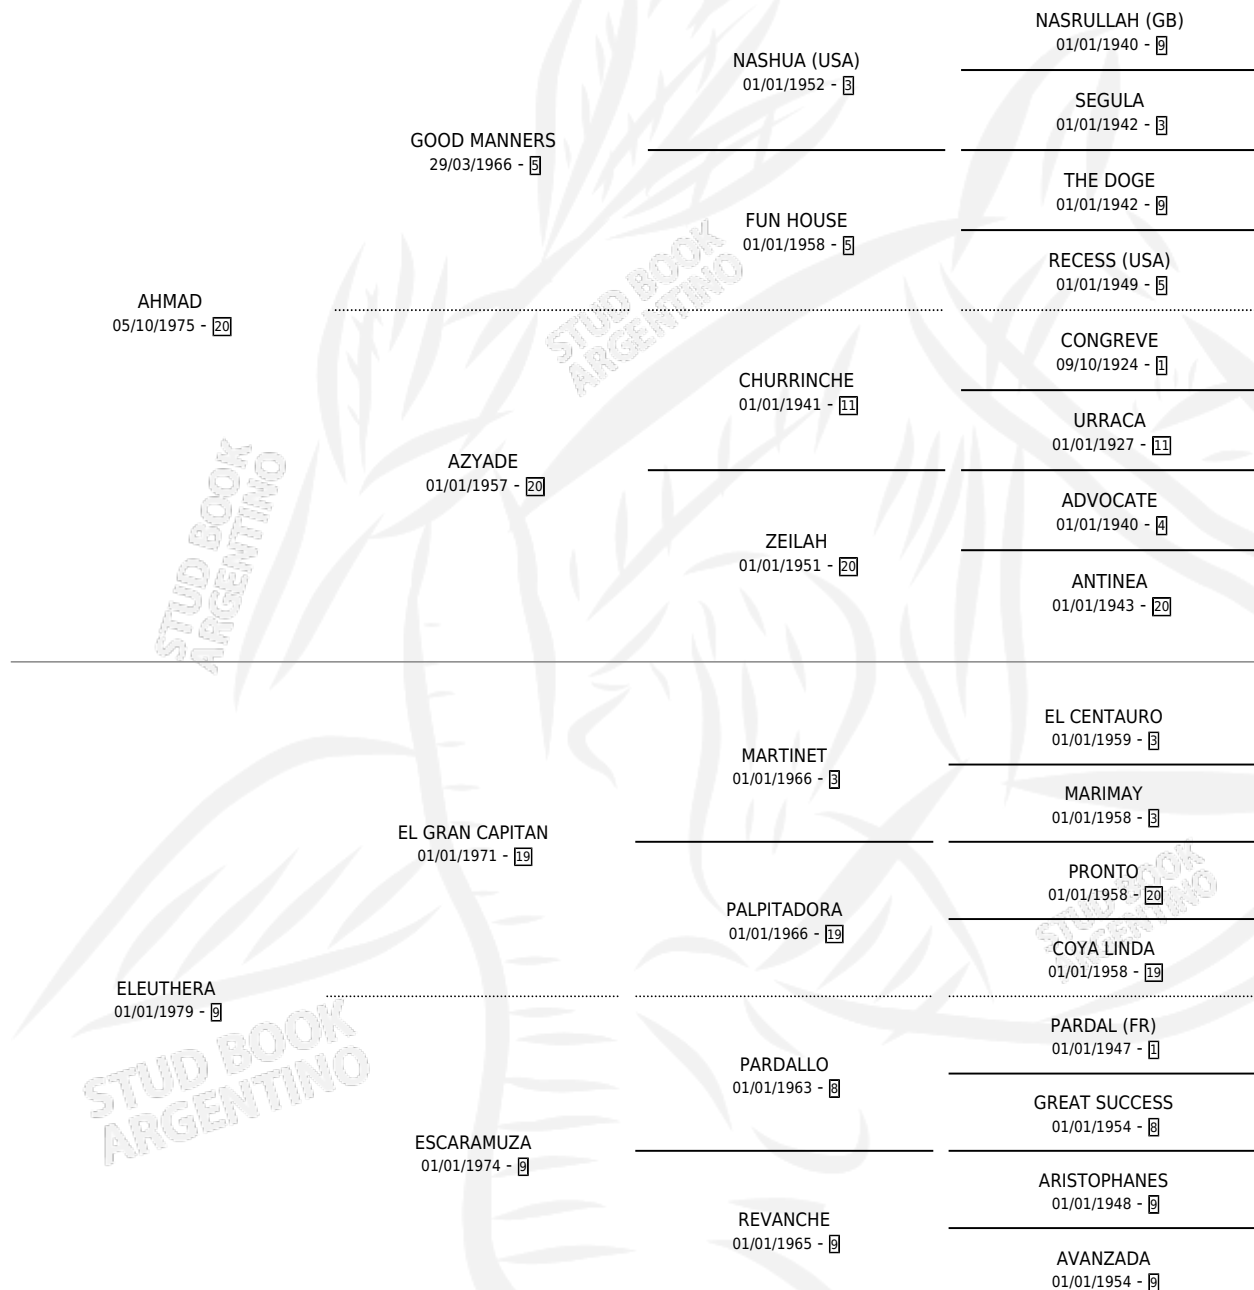 AHMAD
05/10/1975 - 20
GOOD MANNERS
29/03/1966 - 5
AZYADE
01/01/1957 - 20
NASHUA (USA)
01/01/1952 - 3
FUN HOUSE
01/01/1958 - 5
CHURRINCHE
01/01/1941 - 11
ZEILAH
01/01/1951 - 20
NASRULLAH (GB)
01/01/1940 - 9
SEGULA
01/01/1942 - 3
THE DOGE
01/01/1942 - 9
RECESS (USA)
01/01/1949 - 5
CONGREVE
09/10/1924 - 1
URRACA
01/01/1927 - 11
ADVOCATE
01/01/1940 - 4
ANTINEA
01/01/1943 - 20
ELEUTHERA
01/01/1979 - 9
EL GRAN CAPITAN
01/01/1971 - 19
ESCARAMUZA
01/01/1974 - 9
MARTINET
01/01/1966 - 3
PALPITADORA
01/01/1966 - 19
PARDALLO
01/01/1963 - 8
REVANCHE
01/01/1965 - 9
EL CENTAURO
01/01/1959 - 3
MARIMAY
01/01/1958 - 3
PRONTO
01/01/1958 - 20
COYA LINDA
01/01/1958 - 19
PARDAL (FR)
01/01/1947 - 1
GREAT SUCCESS
01/01/1954 - 8
ARISTOPHANES
01/01/1948 - 9
AVANZADA
01/01/1954 - 9
STUD BOOK
ARGENTINO
STUD BOOK
ARGENTINO
STUD BOOK
ARGENTINO
STUD BOOK
ARGENTINO